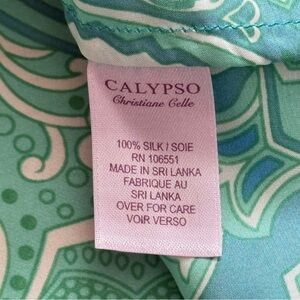 CALYPSO
Christiane Celle
100% SILK / SOIE
RN 106551
MADE IN SRI LANKA
FABRIQUE AU
SRI LANKA
OVER FOR CARE
VOIR VERSO